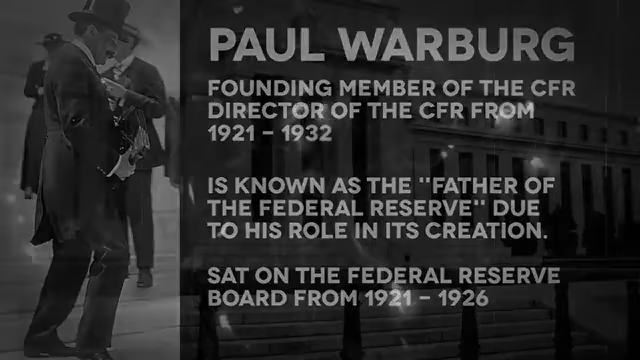 PAUL WARBURG
FOUNDING MEMBER OF THE CFR
DIRECTOR OF THE CFR FROM
1921 - 1932
IS KNOWN AS THE "FATHER OF
THE FEDERAL RESERVE" DUE
TO HIS ROLE IN ITS CREATION.
SAT ON THE FEDERAL RESERVE
BOARD FROM 1921 - 1926